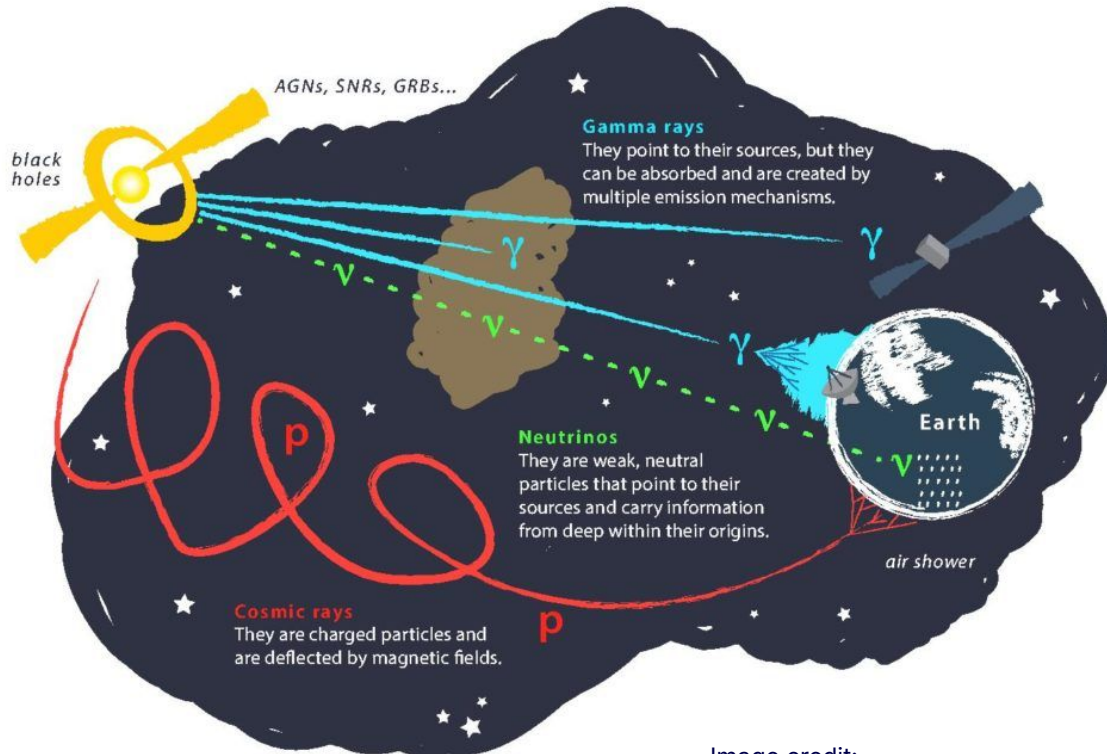 AGNs, SNRs, GRBs...
black
holes
Gamma rays
They point to their sources, but they
can be absorbed and are created by
multiple emission mechanisms.
γ
γ
γ
ν
ν
ν
ν
ν
Earth
Neutrinos
They are weak, neutral
particles that point to their
sources and carry information
from deep within their origins.
air shower
p
p
Cosmic rays
They are charged particles and
are deflected by magnetic fields.
Image credit: